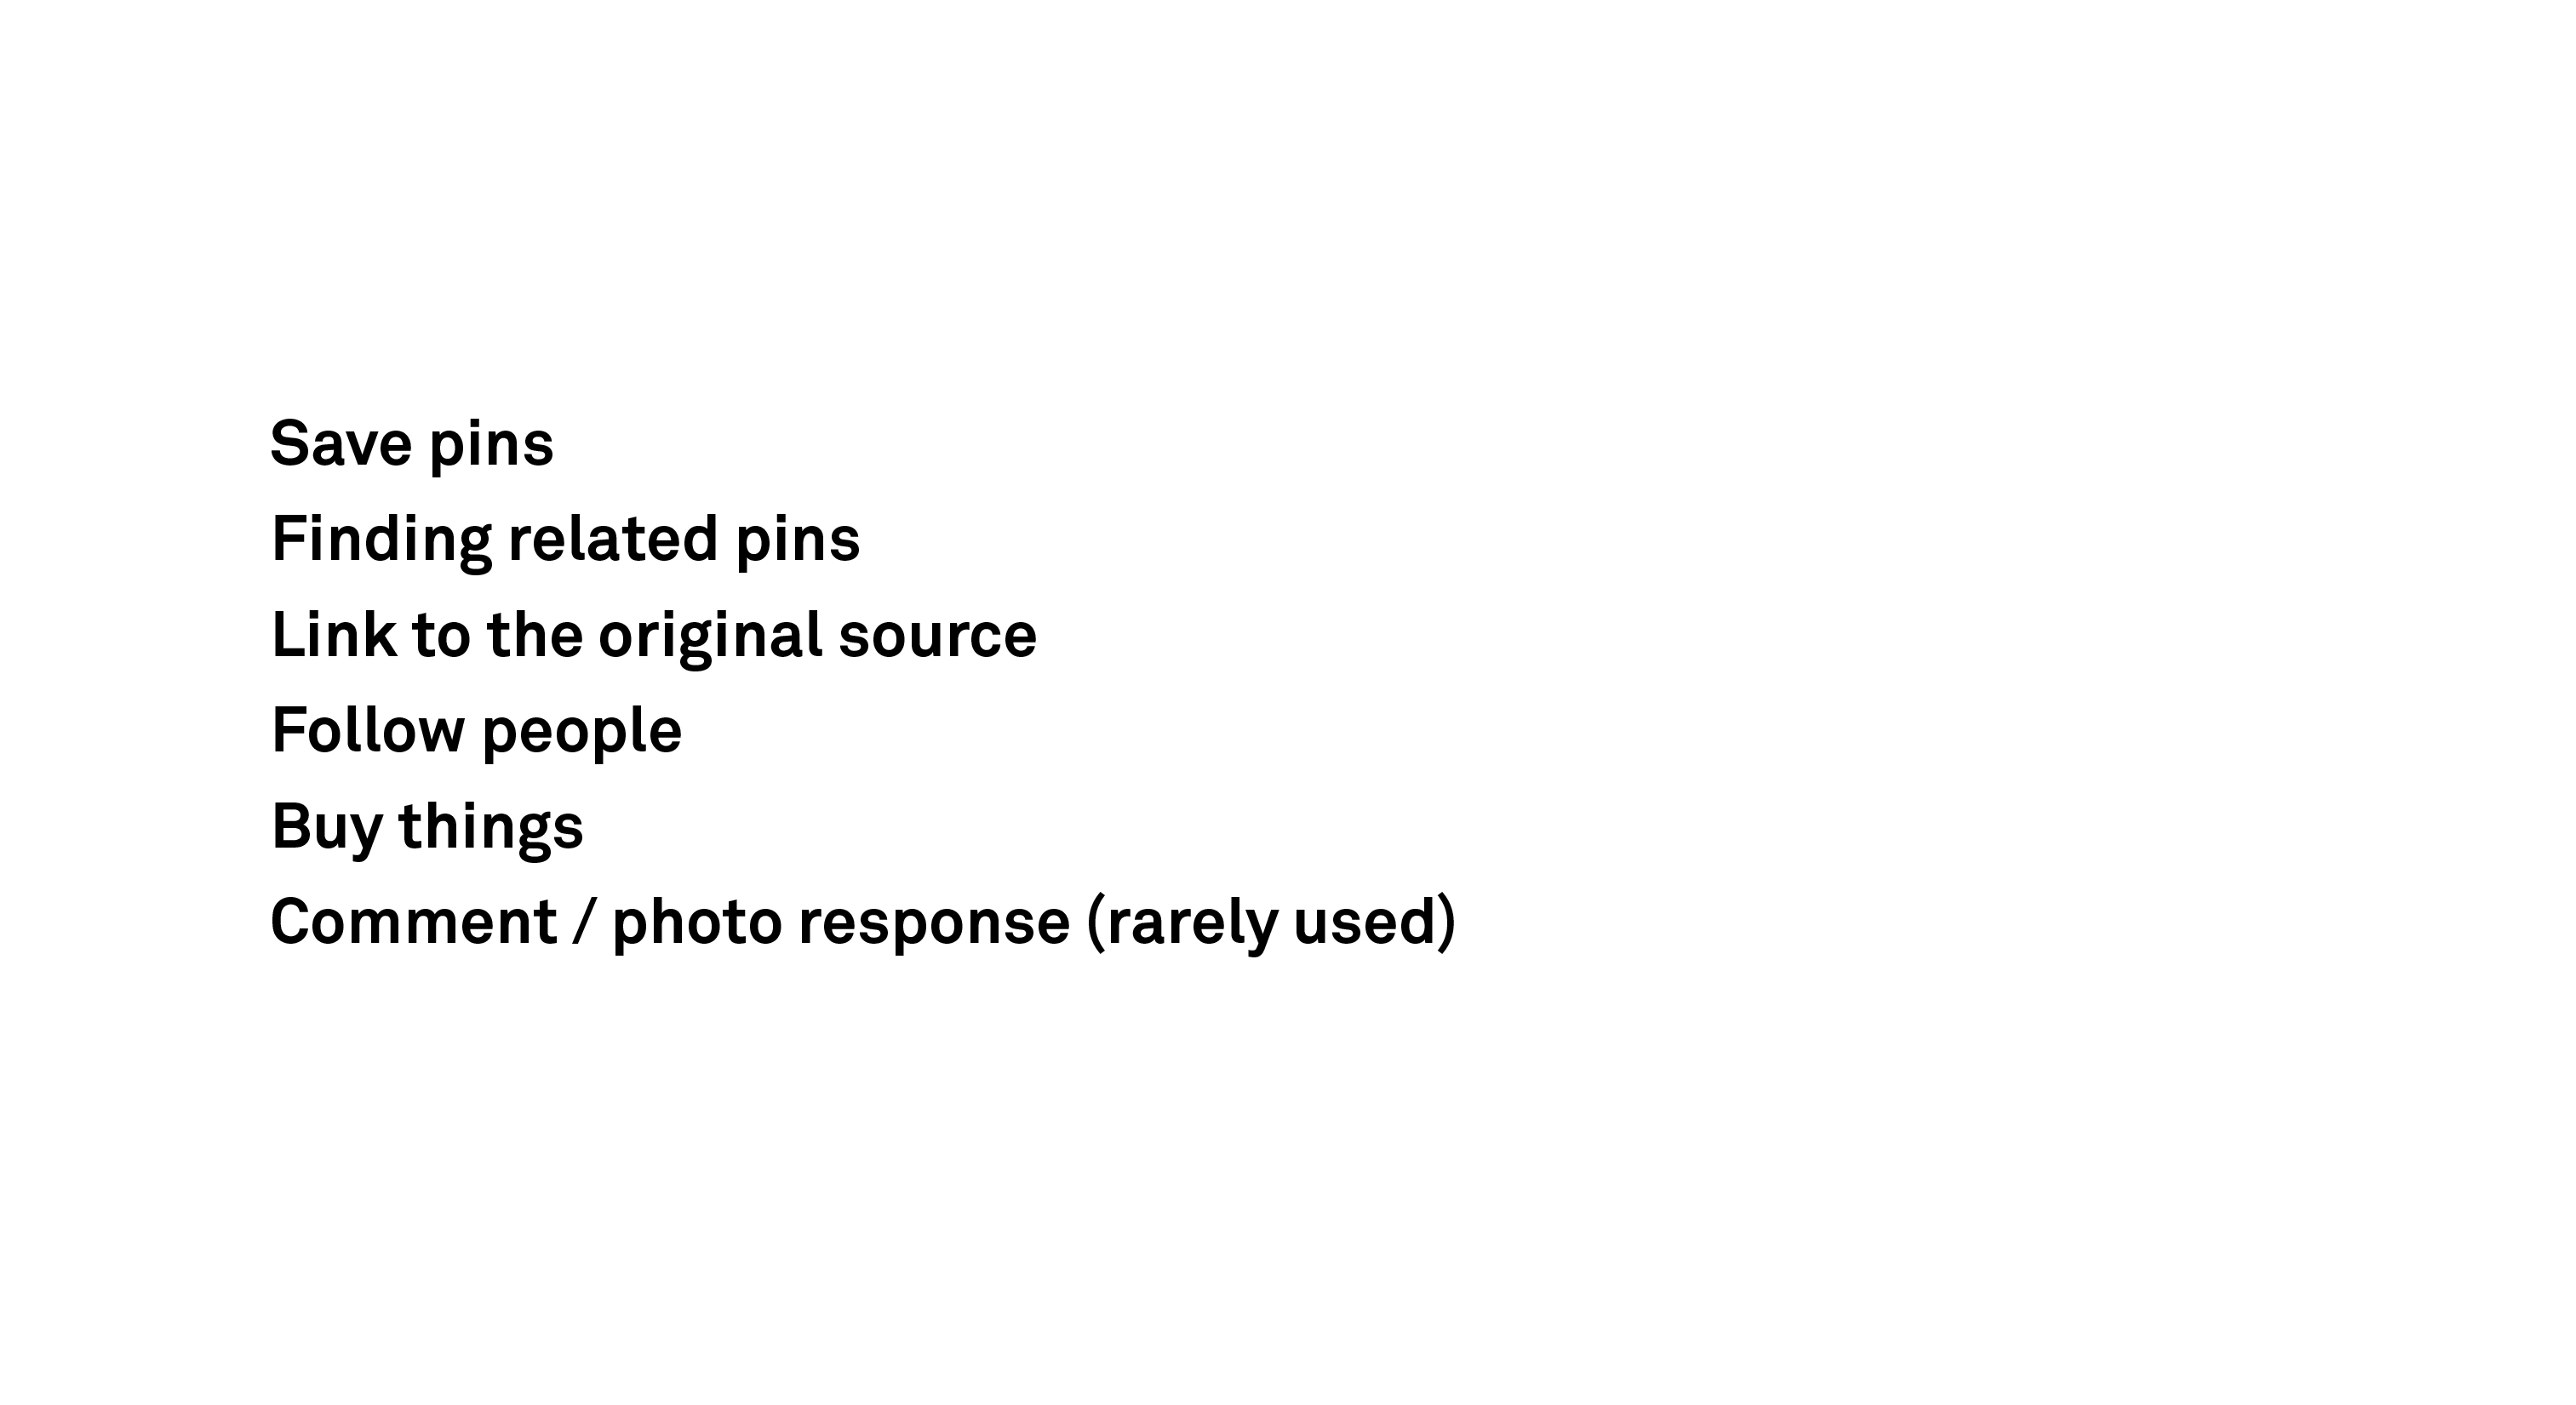 Save pins
Finding related pins
Link to the original source
Follow people
Buy things
Comment / photo response (rarely used)